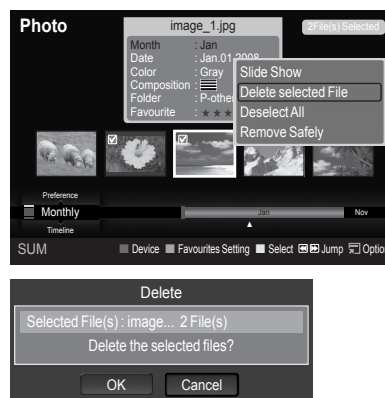 Photo
image_1.jpg
2File(s) Selected
Month : Jan
Date : Jan.01.2008
Color : Gray
Composition :
Folder : P-other
Favourite : ★ ★
Slide Show
Delete selected File
Deselect All
Remove Safely
Preference
Monthly
Jan
Nov
Timeline
SUM
Device
Favourites Setting
Select
Jump
Optio
Delete
Selected File(s) : image... 2 File(s)
Delete the selected files?
OK
Cancel